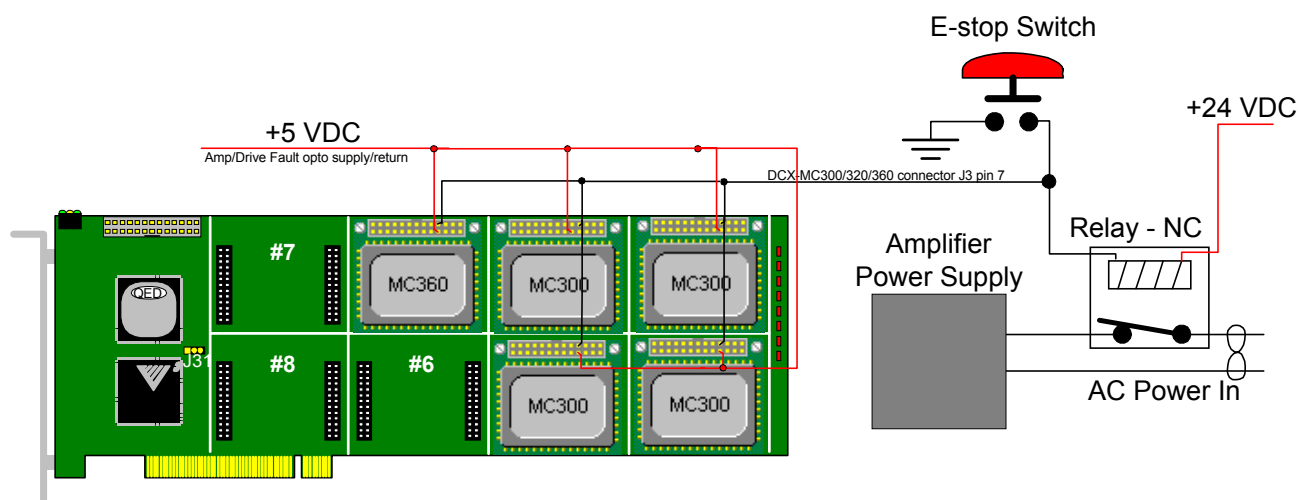 E-stop Switch
+24 VDC
+5 VDC
Amp/Drive Fault opto supply/return
DCX-MC300/320/360 connector J3 pin 7
Relay - NC
Amplifier
Power Supply
AC Power In
#7
MC360
MC300
MC300
QED
J31
#8
#6
MC300
MC300